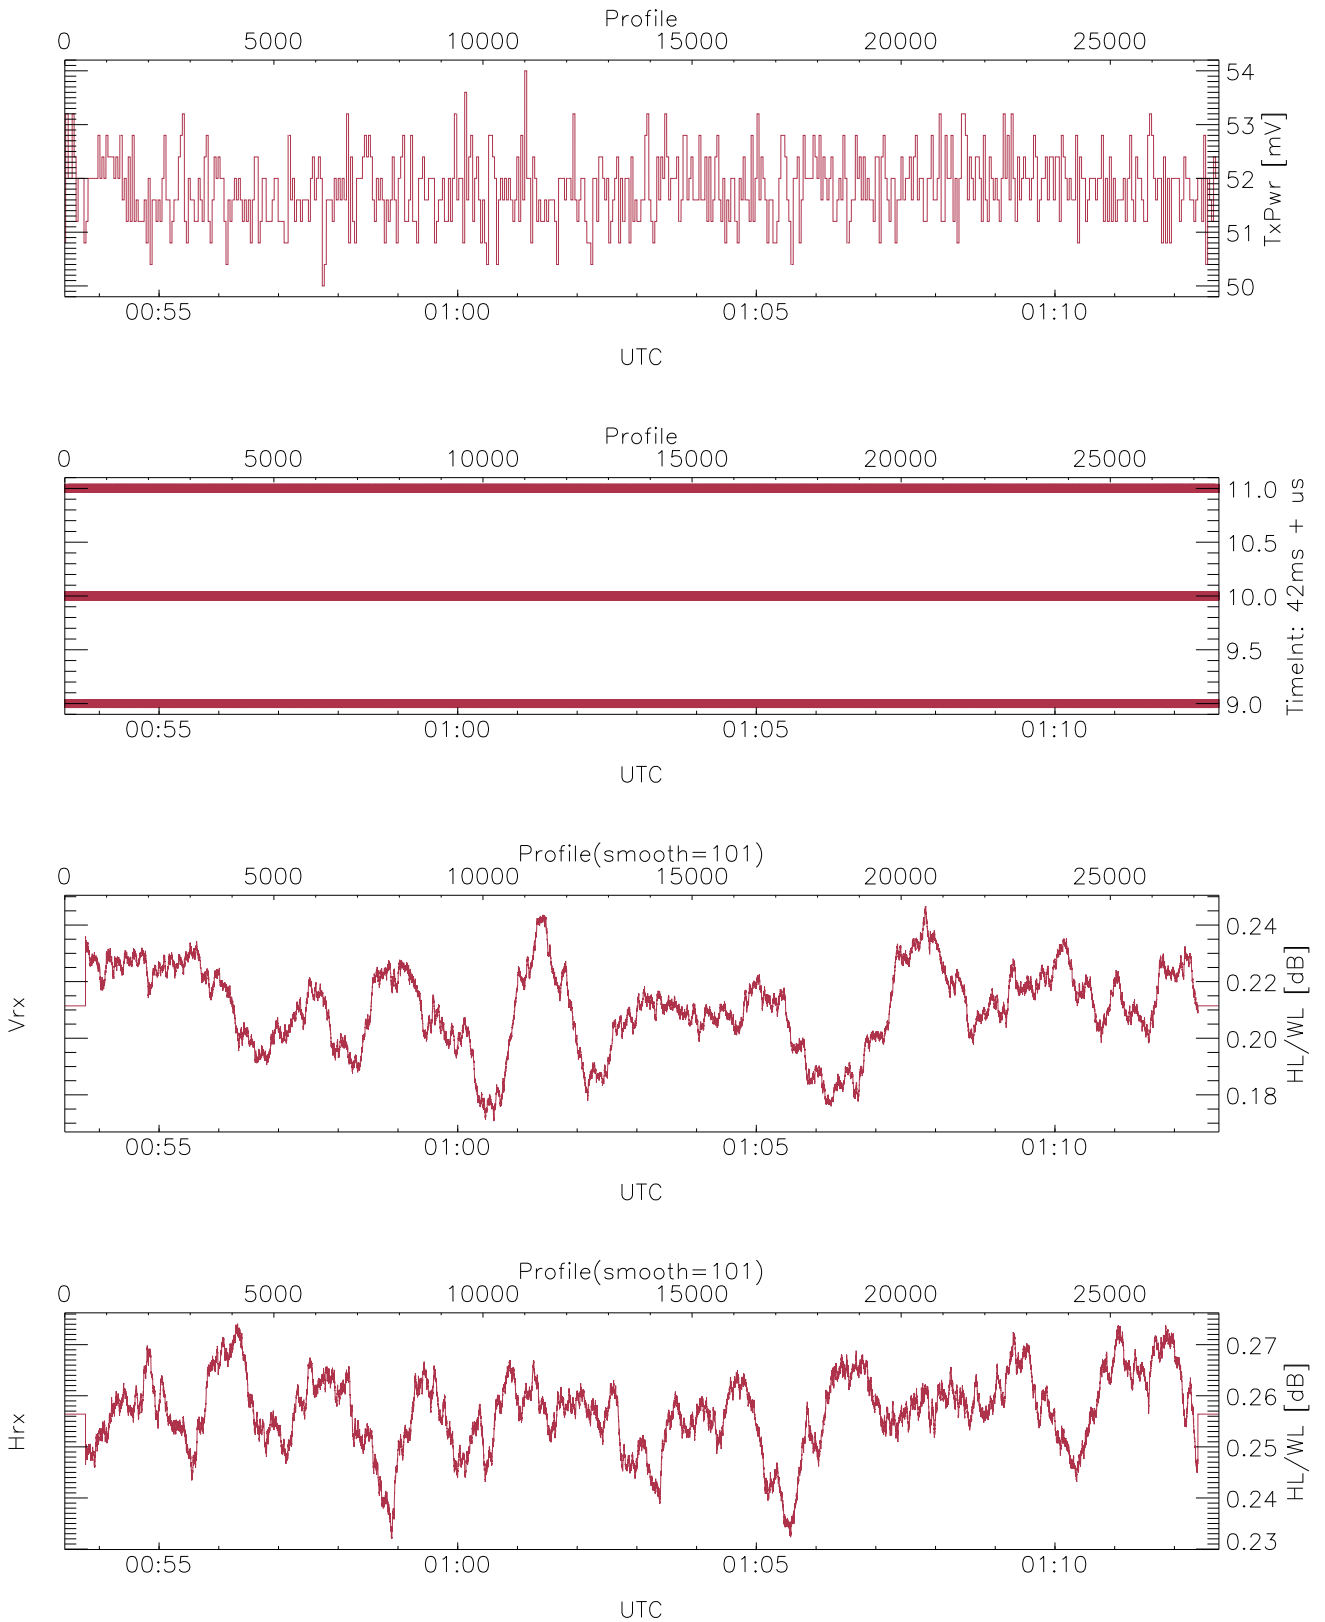 Profile
0 5000 10000 15000 20000 25000
54
53
52
51
50
TxPwr [mV]
00:55 01:00 01:05 01:10
UTC
Profile
0 5000 10000 15000 20000 25000
11.0
10.5
10.0
9.5
9.0
TimeInt: 42ms + us
00:55 01:00 01:05 01:10
UTC
Profile(smooth=101)
0 5000 10000 15000 20000 25000
Vrx
0.24
0.22
0.20
0.18
HL/WL [dB]
00:55 01:00 01:05 01:10
UTC
Profile(smooth=101)
0 5000 10000 15000 20000 25000
Hrx
0.27
0.26
0.25
0.24
0.23
HL/WL [dB]
00:55 01:00 01:05 01:10
UTC